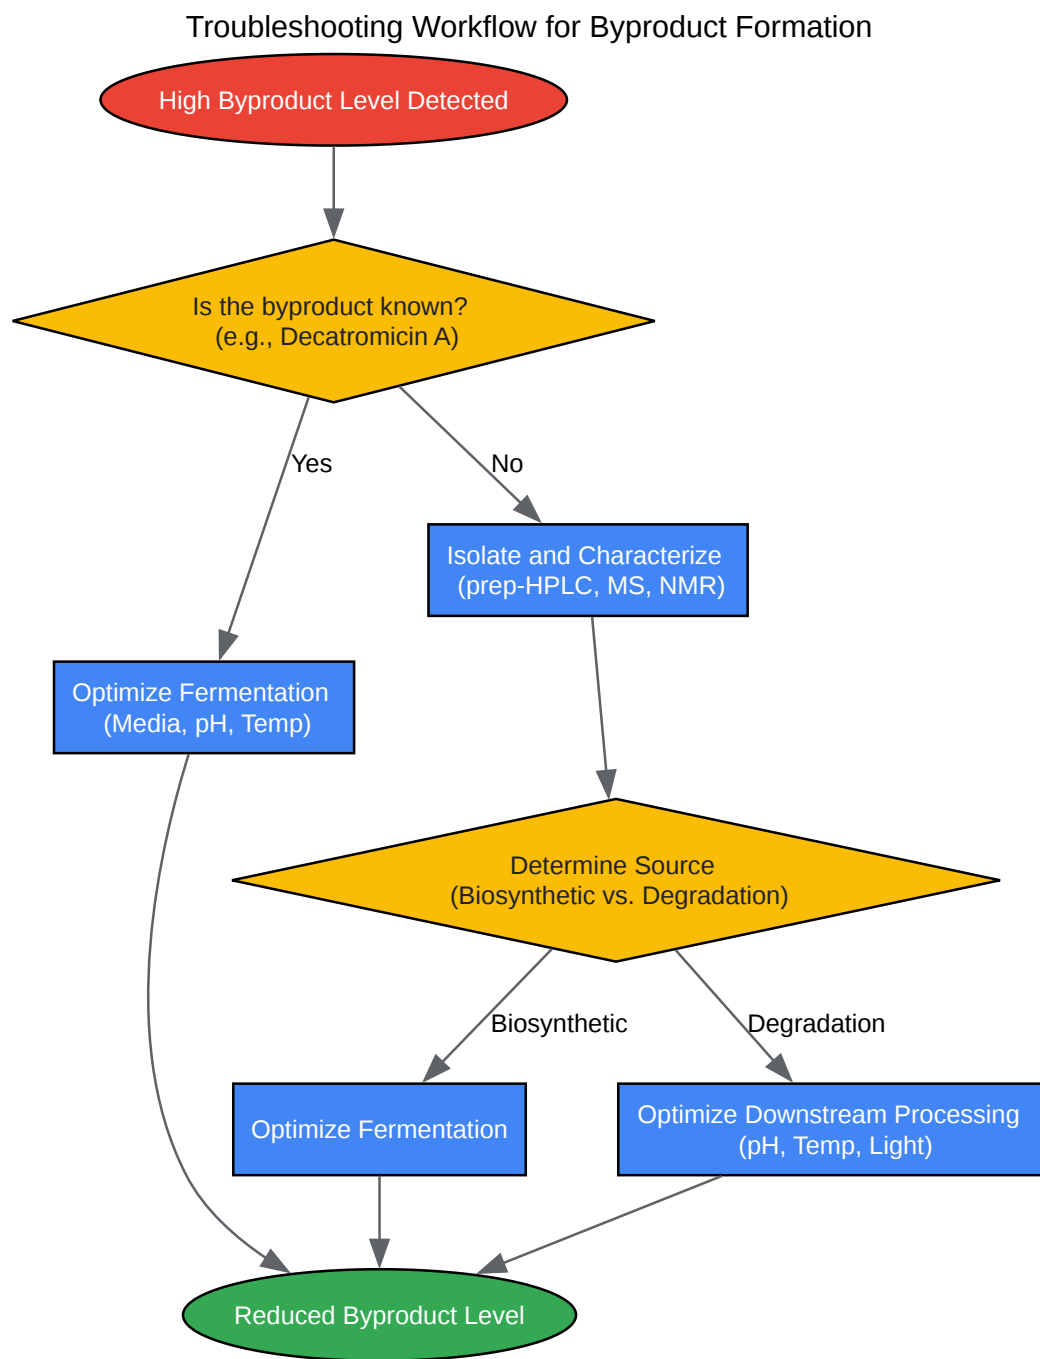 Troubleshooting Workflow for Byproduct Formation
High Byproduct Level Detected
Is the byproduct known?
(e.g., Decatromicin A)
Yes
No
Isolate and Characterize
(prep-HPLC, MS, NMR)
Optimize Fermentation
(Media, pH, Temp)
Determine Source
(Biosynthetic vs. Degradation)
Biosynthetic
Degradation
Optimize Fermentation
Optimize Downstream Processing
(pH, Temp, Light)
Reduced Byproduct Level